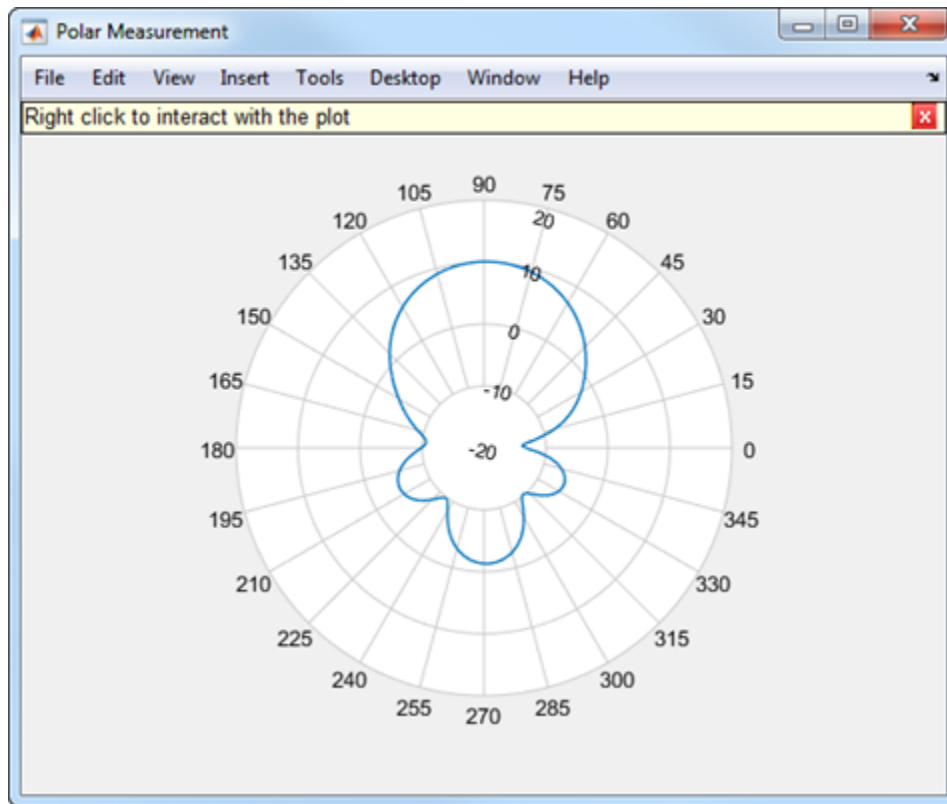 Polar Measurement
File Edit View Insert Tools Desktop Window Help
Right click to interact with the plot
90
105 75
120 20 60
135 10 45
150 0 30
165 -10 15
180 -20 0
195 345
210 330
225 315
240 300
255 285
270